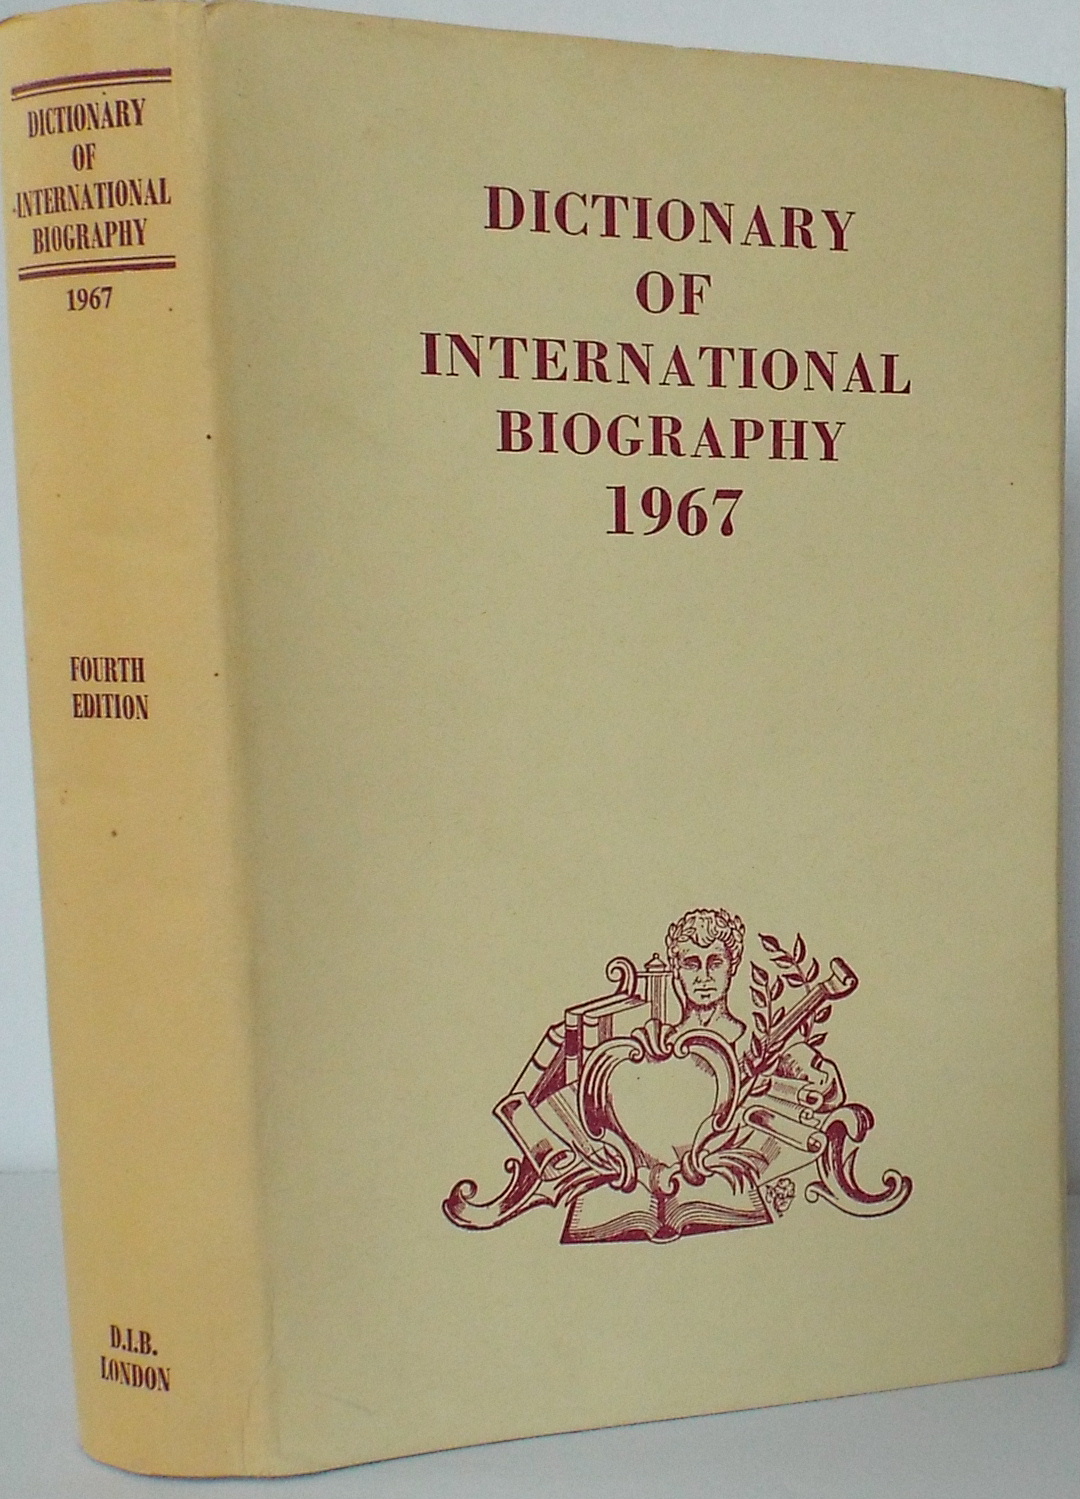 DICTIONARY
OF
INTERNATIONAL
BIOGRAPHY
1967
FOURTH
EDITION
D.I.B.
LONDON
DICTIONARY
OF
INTERNATIONAL
BIOGRAPHY
1967